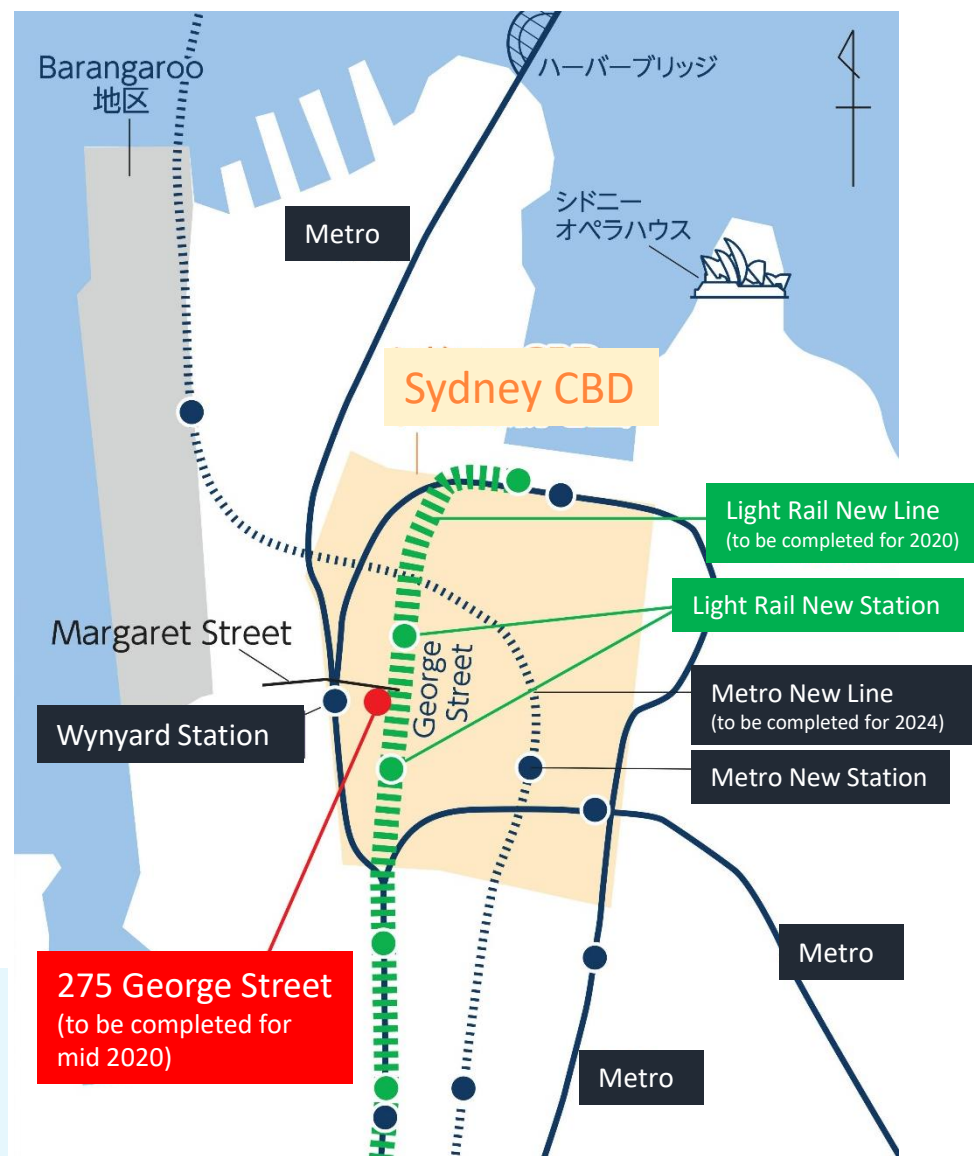 Barangaroo
地区
ハーバーブリッジ
シドニー
オペラハウス
Metro
Sydney CBD
Light Rail New Line
(to be completed for 2020)
Light Rail New Station
Margaret Street
George
Street
Metro New Line
(to be completed for 2024)
Wynyard Station
Metro New Station
275 George Street
(to be completed for
mid 2020)
Metro
Metro